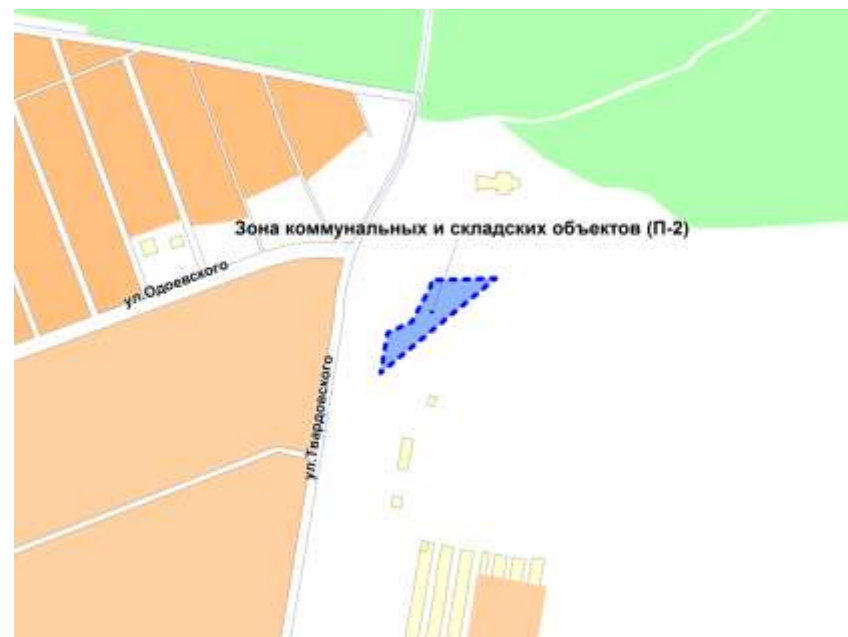 Зона коммунальных и складских объектов (П-2)
ул.Одоевского
ул.Твардовского